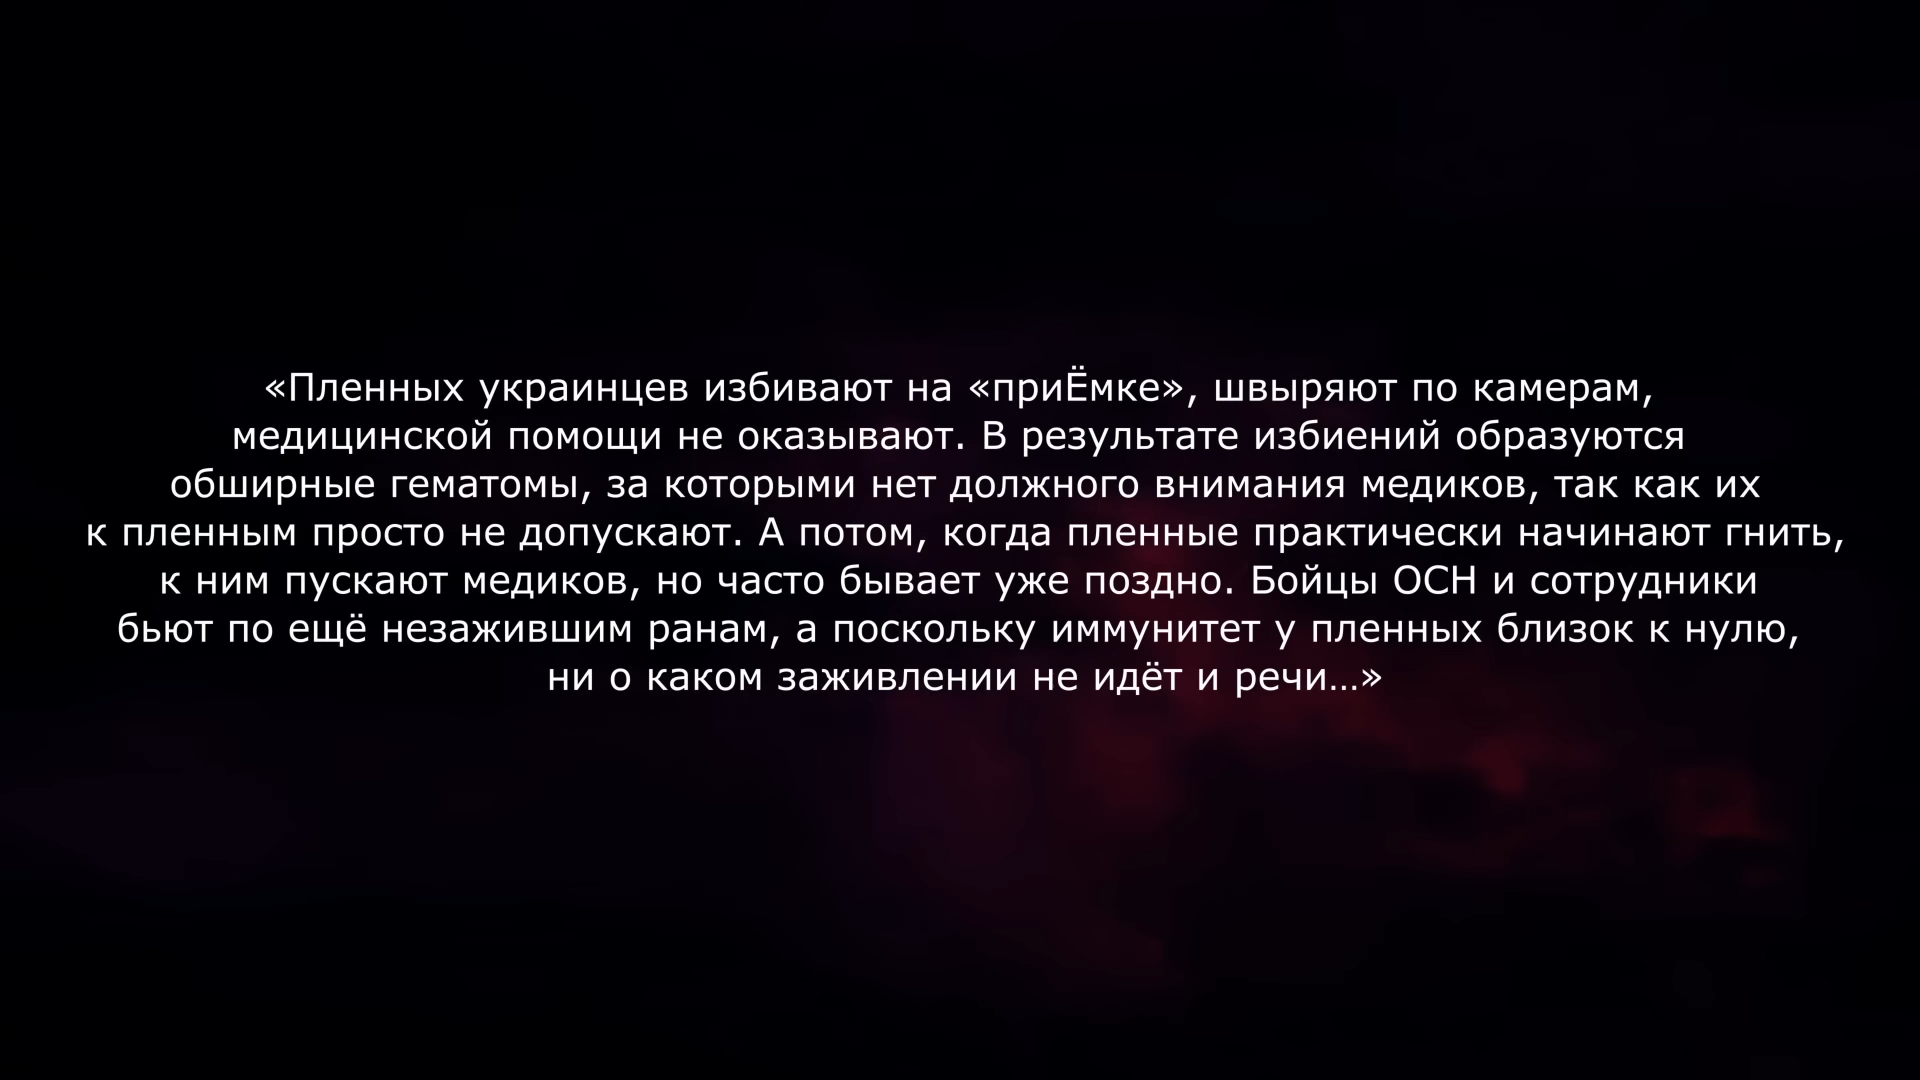 «Пленных украинцев избивают на «приЁмке», швыряют по камерам,
медицинской помощи не оказывают. В результате избиений образуются
обширные гематомы, за которыми нет должного внимания медиков, так как их
к пленным просто не допускают. А потом, когда пленные практически начинают гнить,
к ним пускают медиков, но часто бывает уже поздно. Бойцы ОСН и сотрудники
бьют по ещё незажившим ранам, а поскольку иммунитет у пленных близок к нулю,
ни о каком заживлении не идёт и речи...»